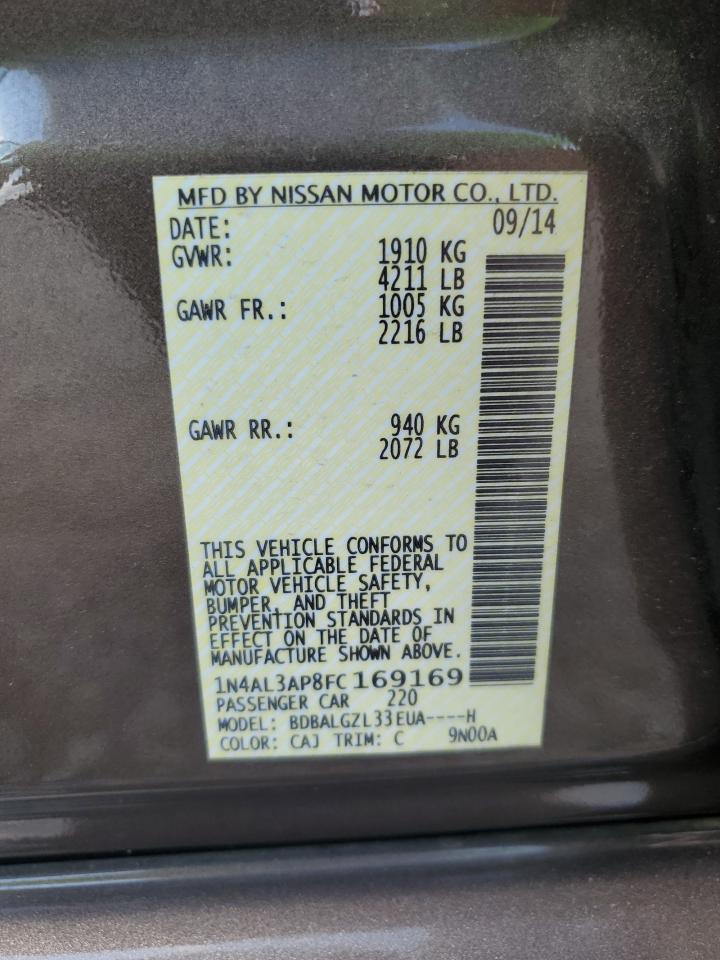 MFD BY NISSAN MOTOR CO., LTD.
DATE: 09/14
GVWR: 1910 KG
4211 LB
GAWR FR.: 1005 KG
2216 LB
GAWR RR.: 940 KG
2072 LB
THIS VEHICLE CONFORMS TO
ALL APPLICABLE FEDERAL
MOTOR VEHICLE SAFETY,
BUMPER, AND THEFT
PREVENTION STANDARDS IN
EFFECT ON THE DATE OF
MANUFACTURE SHOWN ABOVE.
1N4AL3AP8FC169169
PASSENGER CAR 220
MODEL: BDBALGZL33EUA----H
COLOR: CAJ TRIM: C 9N00A